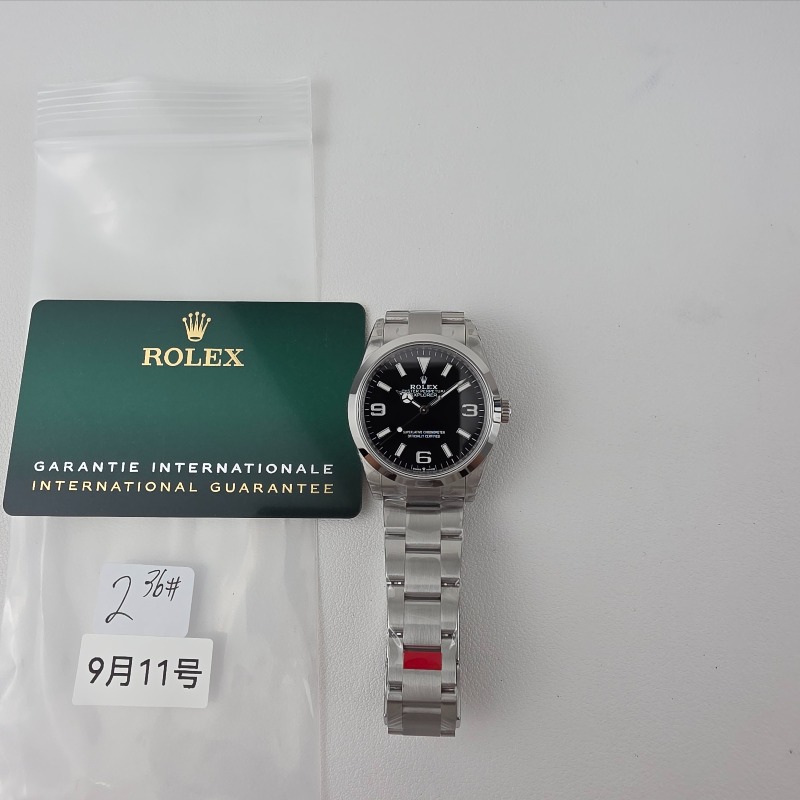 ROLEX
GARANTIE INTERNATIONALE
INTERNATIONAL GUARANTEE
ROLEX
OYSTER PERPETUAL
EXPLORER
9
3
SUPERLATIVE CHRONOMETER
OFFICIALLY CERTIFIED
6
2 36#
9月11号